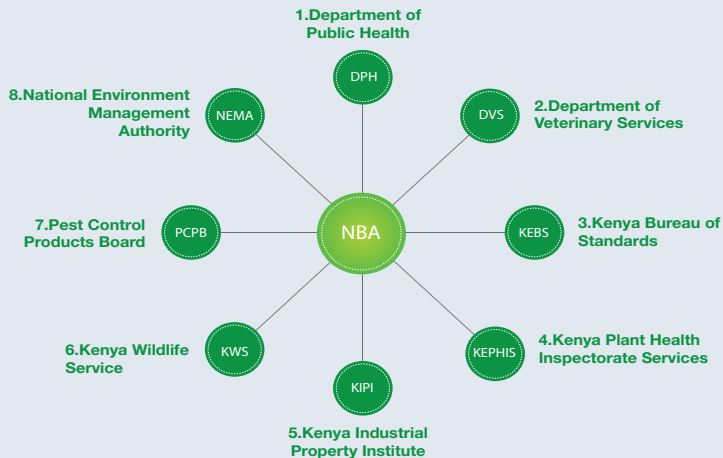 1.Department of
Public Health
DPH
8.National Environment
Management
Authority
NEMA
DVS
2.Department of
Veterinary Services
7.Pest Control
Products Board
PCPB
NBA
KEBS
3.Kenya Bureau of
Standards
6.Kenya Wildlife
Service
KWS
KEPHIS
4.Kenya Plant Health
Inspectorate Services
KIPI
5.Kenya Industrial
Property Institute